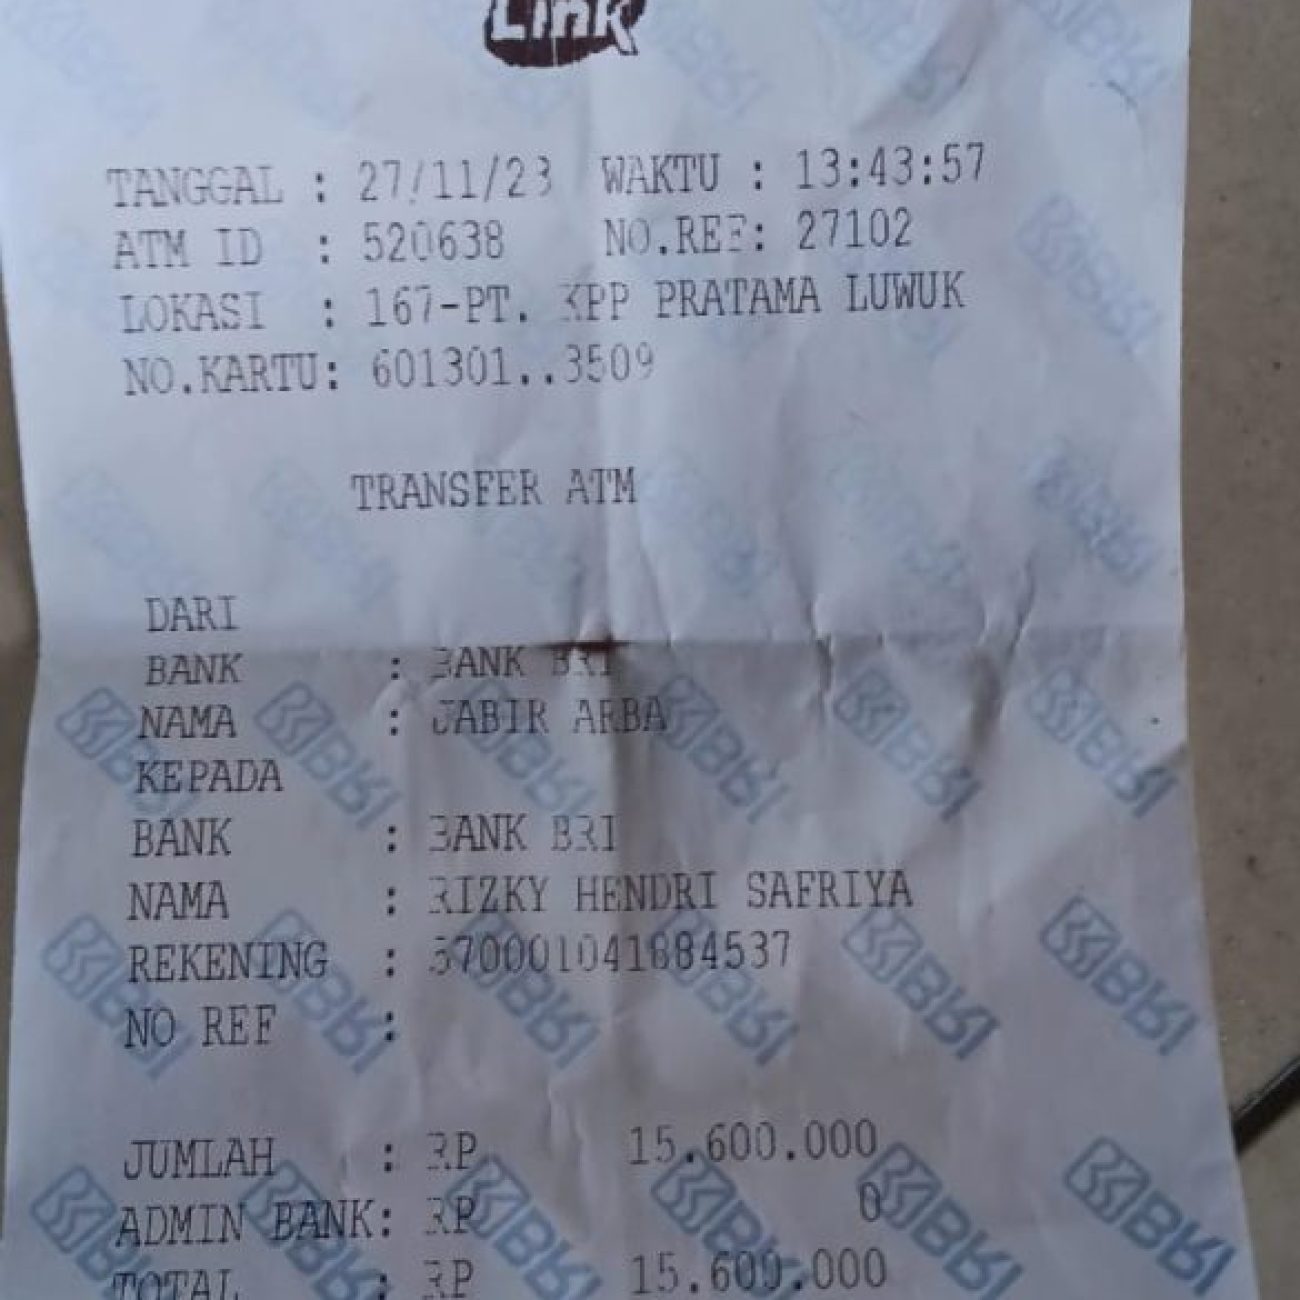 Link
TANGGAL : 27/11/23 WAKTU : 13:43:57
ATM ID : 520638 NO.REF: 27102
LOKASI : 167-PT. KPP PRATAMA LUWUK
NO.KARTU: 601301..3509
TRANSFER ATM
DARI
BANK : BANK BRI
NAMA : JABIR ARBA
KEPADA
BANK : BANK BRI
NAMA : RIZKY HENDRI SAFRIYA
REKENING :
NO REF :
JUMLAH : RP 15.600.000
ADMIN BANK: RP 0
TOTAL : RP 15.600.000